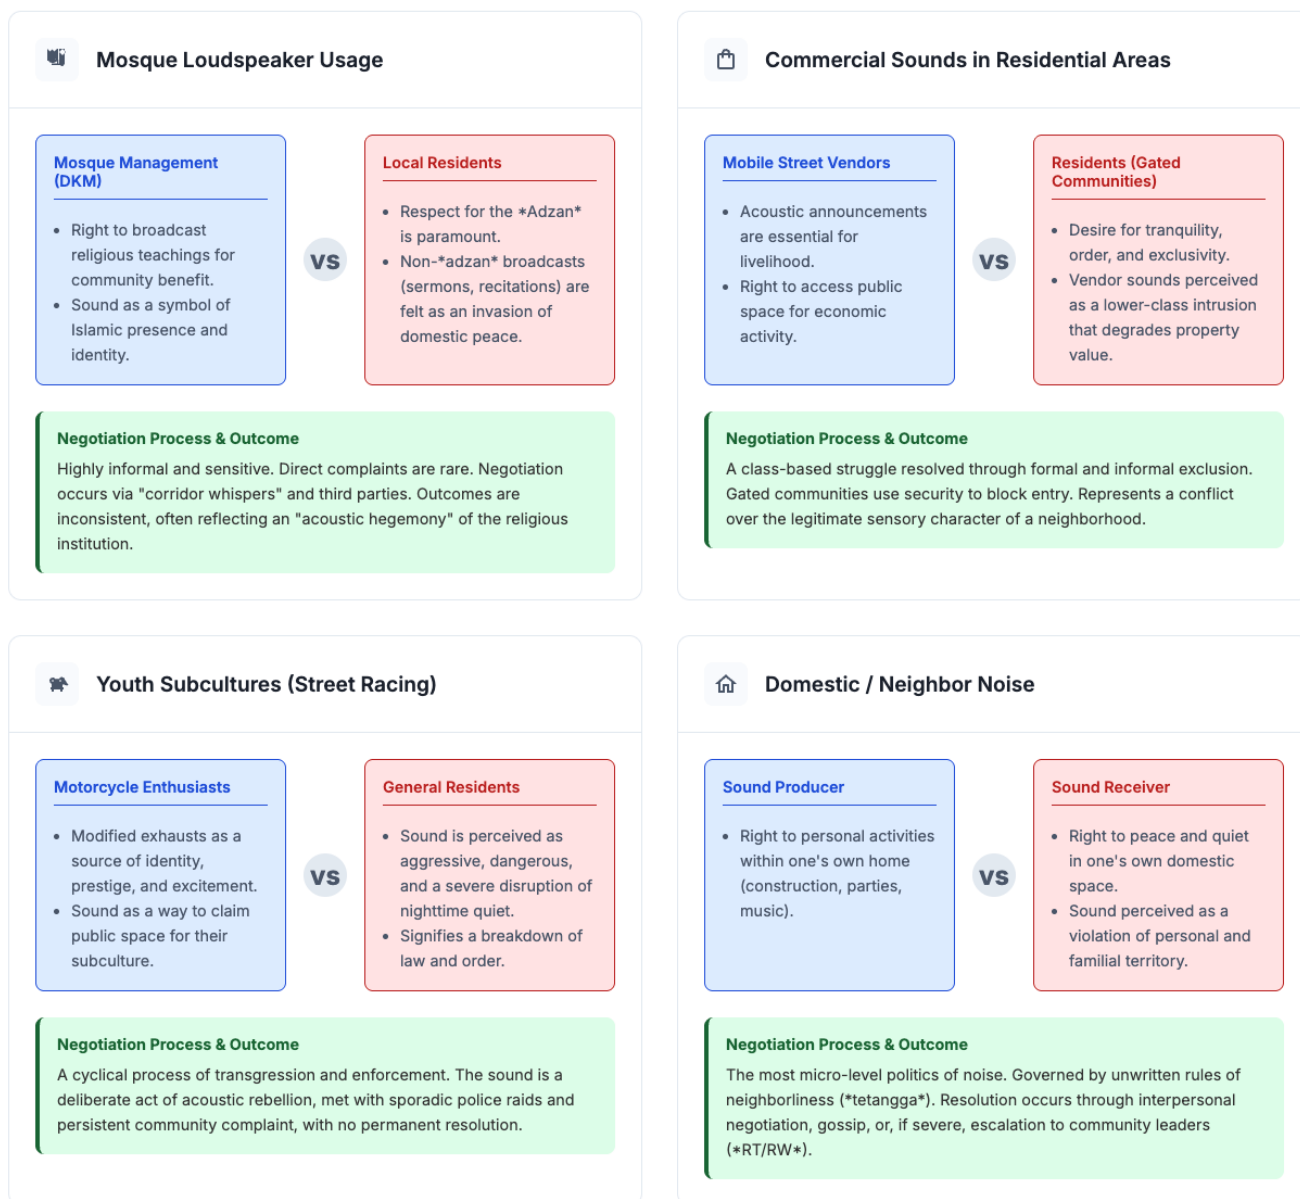 Mosque Loudspeaker Usage
Mosque Management
(DKM)
• Right to broadcast
religious teachings for
community benefit.
• Sound as a symbol of
Islamic presence and
identity.
vs
Local Residents
• Respect for the *Adzan*
is paramount.
• Non-*adzan* broadcasts
(sermons, recitations) are
felt as an invasion of
domestic peace.
Negotiation Process & Outcome
Highly informal and sensitive. Direct complaints are rare. Negotiation
occurs via "corridor whispers" and third parties. Outcomes are
inconsistent, often reflecting an "acoustic hegemony" of the religious
institution.
Commercial Sounds in Residential Areas
Mobile Street Vendors
• Acoustic announcements
are essential for
livelihood.
• Right to access public
space for economic
activity.
vs
Residents (Gated
Communities)
• Desire for tranquility,
order, and exclusivity.
• Vendor sounds perceived
as a lower-class intrusion
that degrades property
value.
Negotiation Process & Outcome
A class-based struggle resolved through formal and informal exclusion.
Gated communities use security to block entry. Represents a conflict
over the legitimate sensory character of a neighborhood.
Youth Subcultures (Street Racing)
Motorcycle Enthusiasts
• Modified exhausts as a
source of identity,
prestige, and excitement.
• Sound as a way to claim
public space for their
subculture.
vs
General Residents
• Sound is perceived as
aggressive, dangerous,
and a severe disruption of
nighttime quiet.
• Signifies a breakdown of
law and order.
Negotiation Process & Outcome
A cyclical process of transgression and enforcement. The sound is a
deliberate act of acoustic rebellion, met with sporadic police raids and
persistent community complaint, with no permanent resolution.
Domestic / Neighbor Noise
Sound Producer
• Right to personal activities
within one's own home
(construction, parties,
music).
vs
Sound Receiver
• Right to peace and quiet
in one's own domestic
space.
• Sound perceived as a
violation of personal and
familial territory.
Negotiation Process & Outcome
The most micro-level politics of noise. Governed by unwritten rules of
neighborliness (*tetangga*). Resolution occurs through interpersonal
negotiation, gossip, or, if severe, escalation to community leaders
(*RT/RW*).